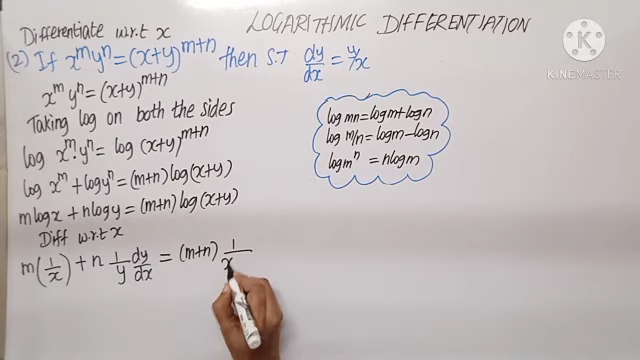 Differentiate w.r.t x
LOGARITHMIC DIFFERENTIATION
(2) If x^m y^n = (x+y)^{m+n} then S.T dy/dx = y/x
x^m y^n = (x+y)^{m+n}
Taking log on both the sides
log x^m . y^n = log (x+y)^{m+n}
log x^m + log y^n = (m+n) log (x+y)
m log x + n log y = (m+n) log (x+y)
Diff w.r.t x
m(1/x) + n 1/y dy/dx = (m+n) 1/x
log mn = log m + log n
log m/n = log m - log n
log m^n = n log m
KINEMASTER